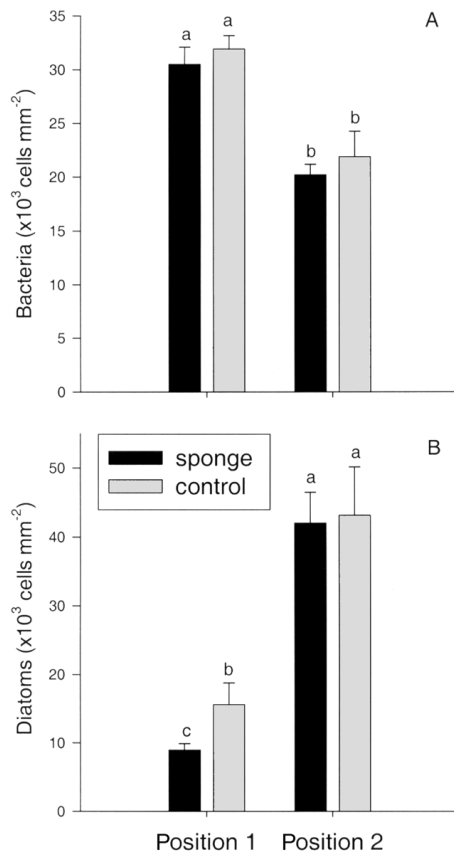 A
35
30
25
20
15
10
5
0
Bacteria (x10³ cells mm⁻²)
a a
b b
B
50
40
30
20
10
0
Diatoms (x10³ cells mm⁻²)
sponge
control
c b
a a
Position 1 Position 2